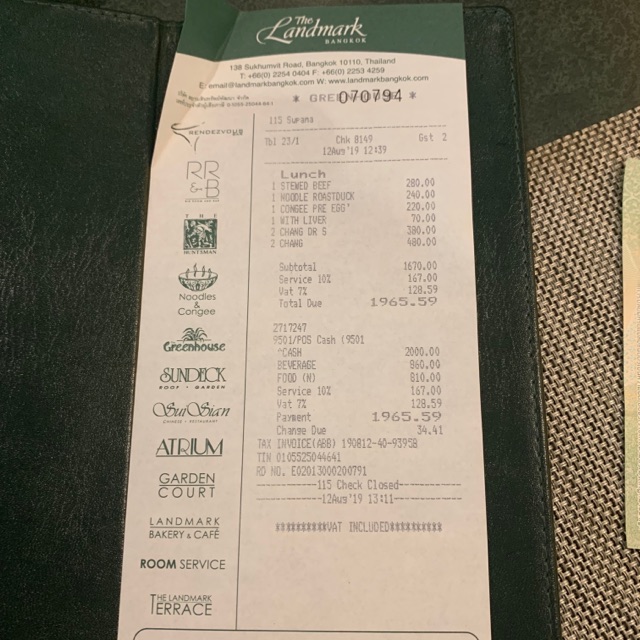 The
Landmark
BANGKOK
138 Sukhumvit Road, Bangkok 10110, Thailand
T: +66(0) 2254 0404 F: +66(0) 2253 4259
E: email@landmarkbangkok.com W: www.landmarkbangkok.com
* 070794 *
115 Surama
Tbl 23/1 Chk 8149 Gst 2
12Aug'19 12:39
Lunch
1 STEWED BEEF 280.00
1 NOODLE ROASTDUCK 240.00
1 CONGEE PRE EGG' 220.00
1 WITH LIVER 70.00
2 CHANG DR S 380.00
2 CHANG 480.00
Subtotal 1670.00
Service 10% 167.00
Vat 7% 128.59
Total Due 1965.59
2717247
9501/POS Cash (9501
^CASH 2000.00
BEVERAGE 860.00
FOOD (N) 810.00
Service 10% 167.00
Vat 7% 128.59
Payment 1965.59
Change Due 34.41
TAX INVOICE(ABB) 190812-40-93958
TIN 0105525044641
RD NO. E02013000200791
----------115 Check Closed----------
----------12Aug'19 13:11----------
**********VAT INCLUDED**********
RENDEZVOUS
RR
&B
THE
HUNTSMAN
Noodles
&
Congee
Greenhouse
SUNDECK
ROOF • GARDEN
Sui Sian
CHINESE • RESTAURANT
ATRIUM
GARDEN
COURT
LANDMARK
BAKERY & CAFÉ
ROOM SERVICE
THE LANDMARK
TERRACE